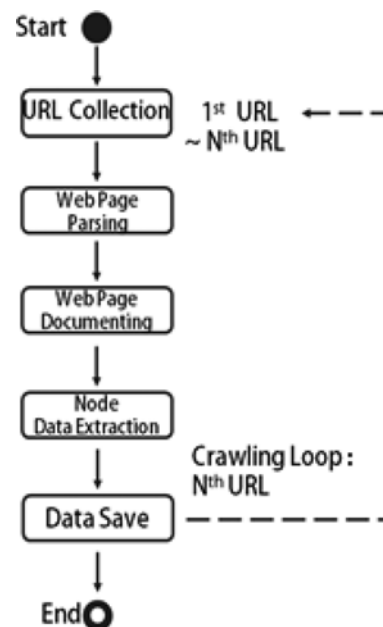 Start
URL Collection
1st URL
~ Nth URL
Web Page
Parsing
Web Page
Documenting
Node
Data Extraction
Crawling Loop :
Nth URL
Data Save
End